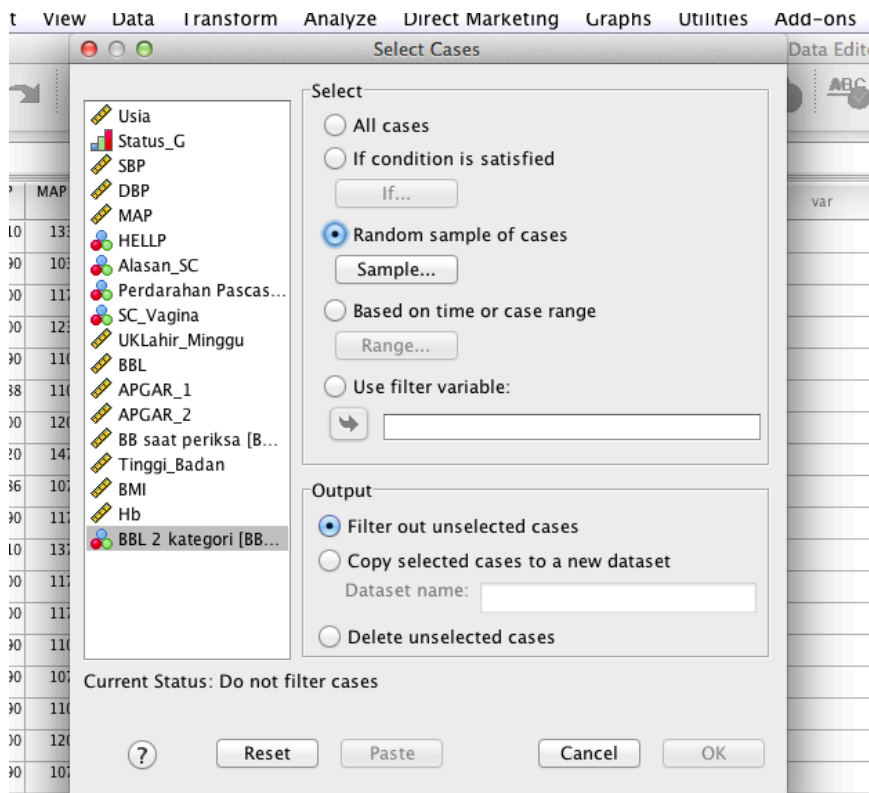 View Data Transform Analyze Direct Marketing Graphs Utilities Add-ons
Select Cases
Data Edit
ABC
Usia
Status_G
SBP
DBP
MAP
HELLP
Alasan_SC
Perdarahan Pascas...
SC_Vagina
UKLahir_Minggu
BBL
APGAR_1
APGAR_2
BB saat periksa [B...
Tinggi_Badan
BMI
Hb
BBL 2 kategori [BB...
Select
All cases
If condition is satisfied
If...
Random sample of cases
Sample...
Based on time or case range
Range...
Use filter variable:
Output
Filter out unselected cases
Copy selected cases to a new dataset
Dataset name:
Delete unselected cases
Current Status: Do not filter cases
?
Reset
Paste
Cancel
OK
MAP
var